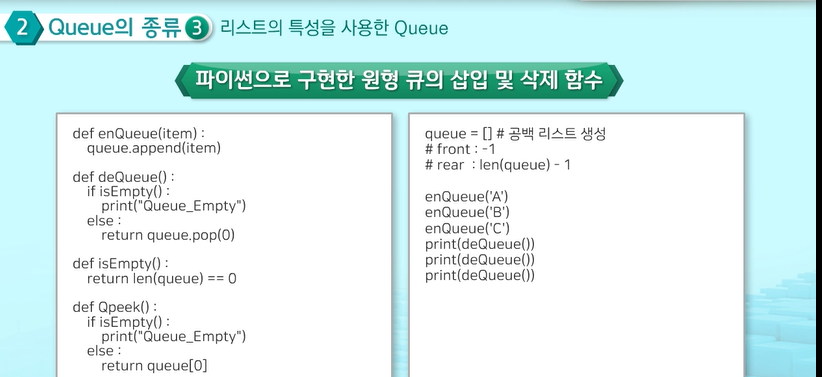 2 Queue의 종류 3 리스트의 특성을 사용한 Queue
파이썬으로 구현한 원형 큐의 삽입 및 삭제 함수
def enQueue(item) :
    queue.append(item)
def deQueue() :
    if isEmpty() :
        print("Queue_Empty")
    else :
        return queue.pop(0)
def isEmpty() :
    return len(queue) == 0
def Qpeek() :
    if isEmpty() :
        print("Queue_Empty")
    else :
        return queue[0]
queue = [] # 공백 리스트 생성
# front : -1
# rear : len(queue) - 1
enQueue('A')
enQueue('B')
enQueue('C')
print(deQueue())
print(deQueue())
print(deQueue())